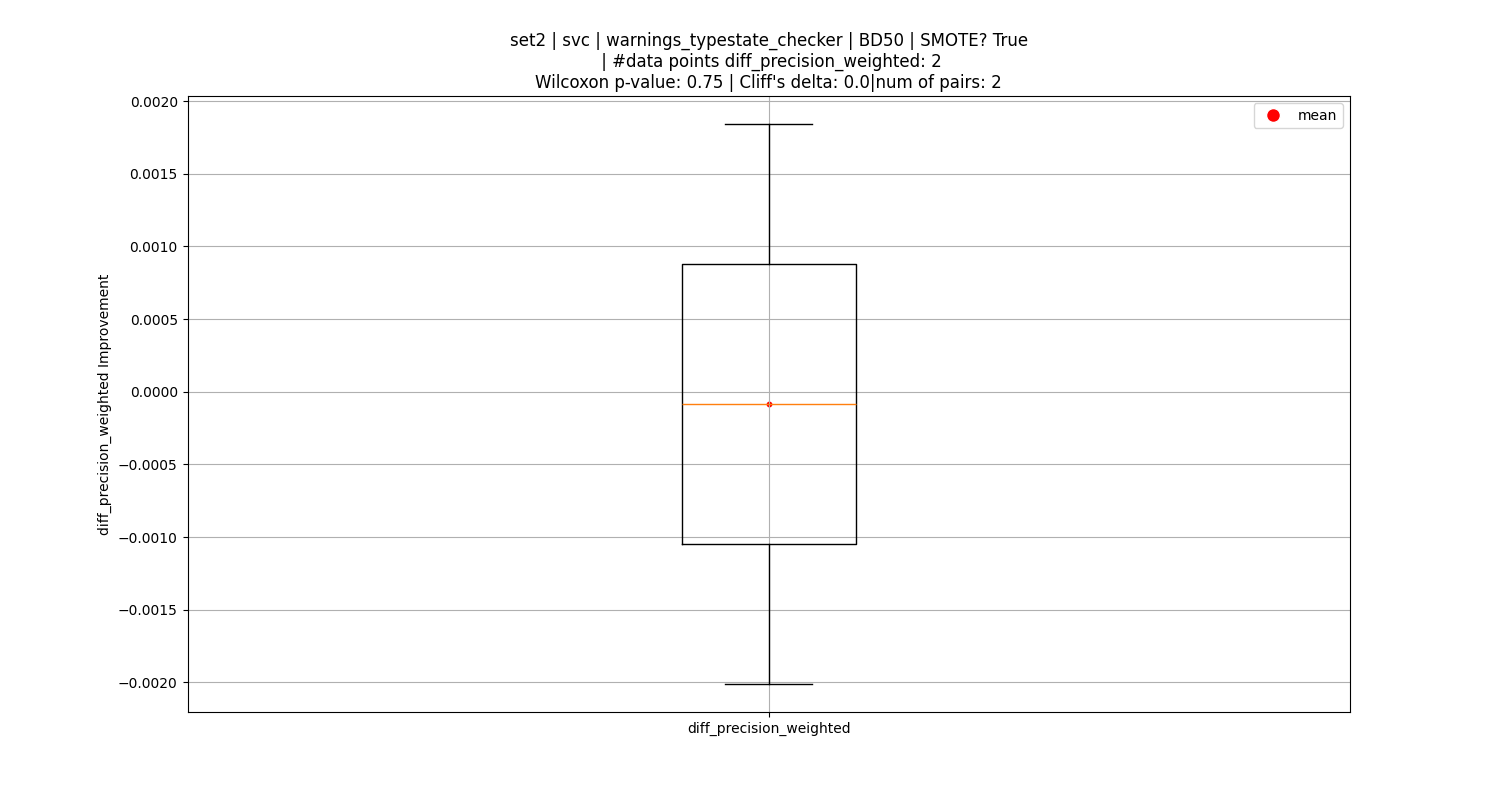 set2 | svc | warnings_typestate_checker | BD50 | SMOTE? True
| #data points diff_precision_weighted: 2
Wilcoxon p-value: 0.75 | Cliff's delta: 0.0|num of pairs: 2
mean
0.0020
0.0015
0.0010
0.0005
0.0000
−0.0005
−0.0010
−0.0015
−0.0020
diff_precision_weighted Improvement
diff_precision_weighted